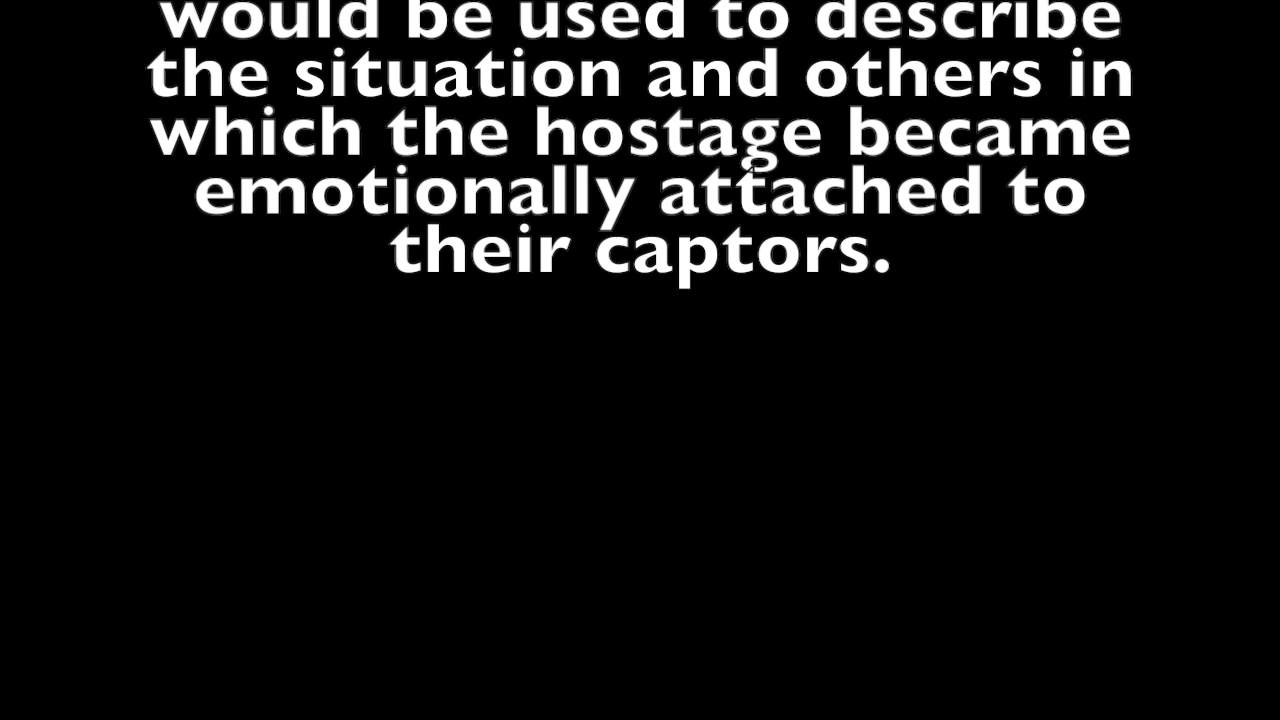 would be used to describe
the situation and others in
which the hostage became
emotionally attached to
their captors.